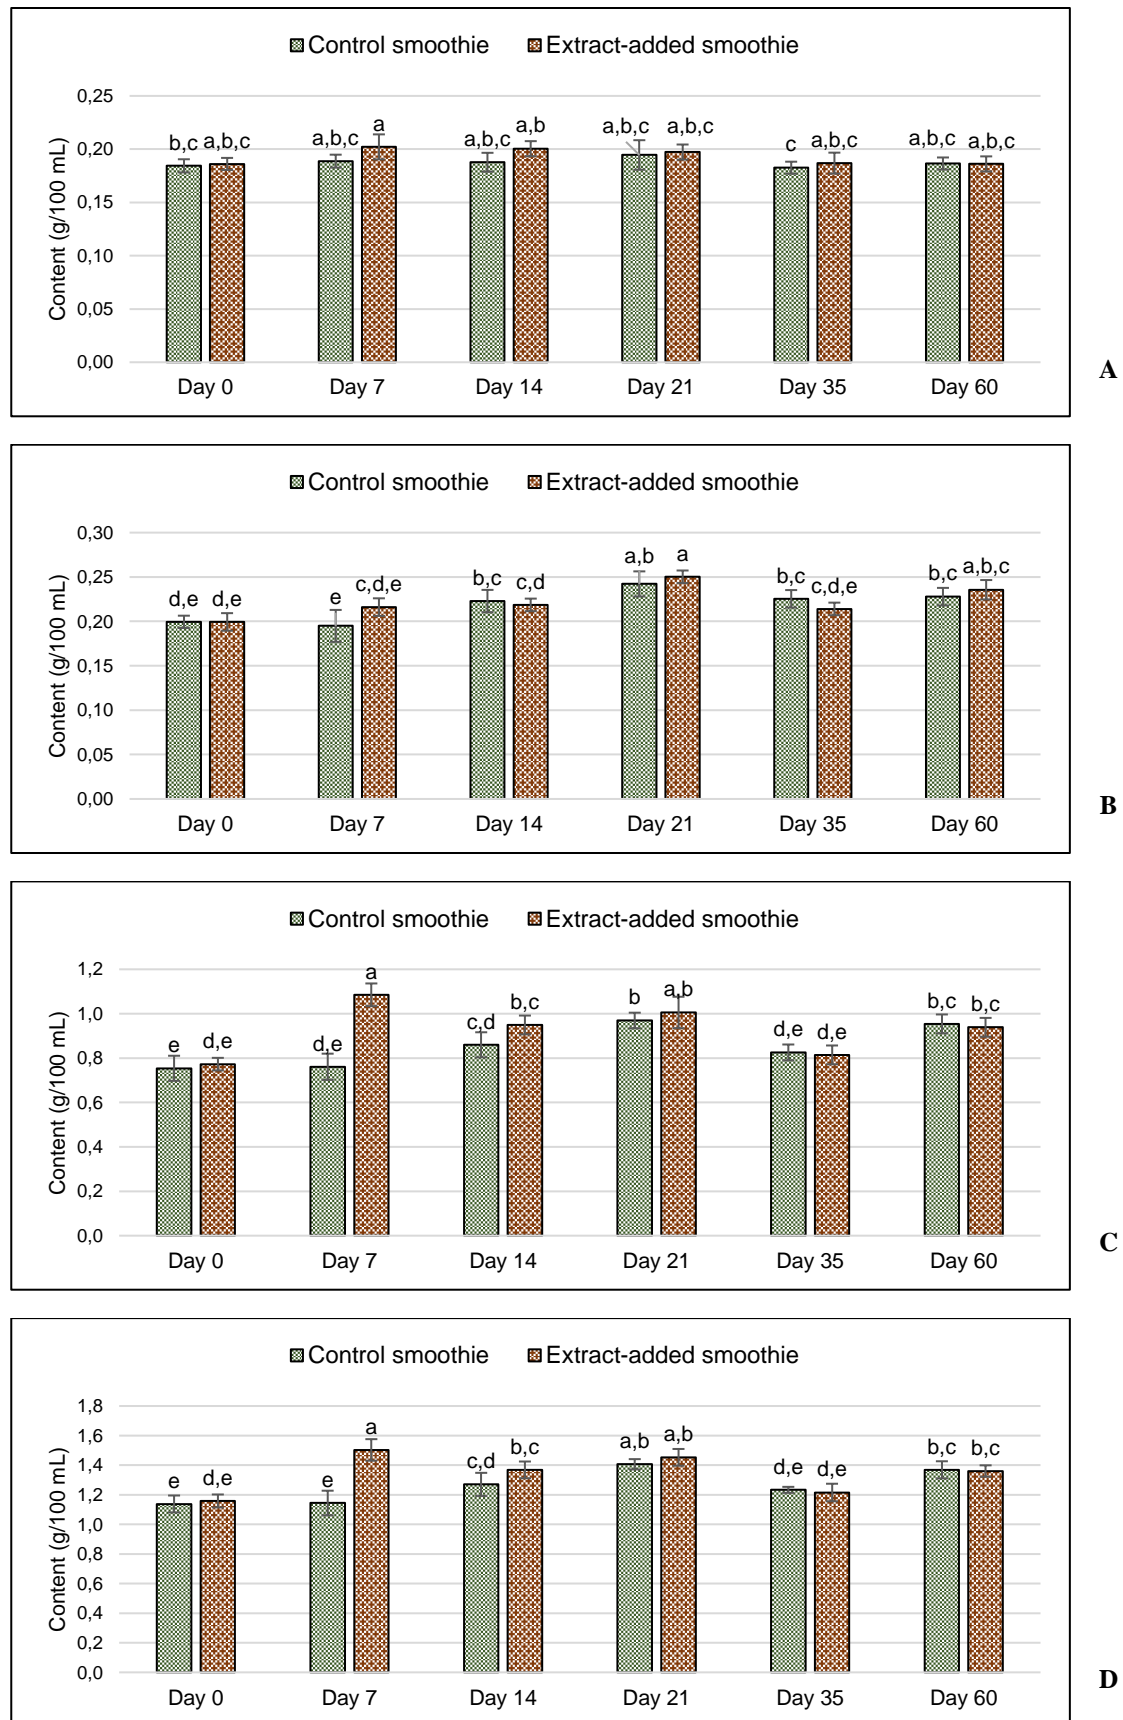 Control smoothie Extract-added smoothie
Content (g/100 mL)
0,25
0,20
0,15
0,10
0,05
0,00
b,c a,b,c a,b,c a a,b,c a,b a,b,c a,b,c c a,b,c a,b,c a,b,c
Day 0 Day 7 Day 14 Day 21 Day 35 Day 60
A
Control smoothie Extract-added smoothie
Content (g/100 mL)
0,30
0,25
0,20
0,15
0,10
0,05
0,00
d,e d,e e c,d,e b,c c,d a,b a b,c c,d,e b,c a,b,c
Day 0 Day 7 Day 14 Day 21 Day 35 Day 60
B
Control smoothie Extract-added smoothie
Content (g/100 mL)
1,2
1,0
0,8
0,6
0,4
0,2
0,0
e d,e d,e a c,d b,c b a,b d,e d,e b,c b,c
Day 0 Day 7 Day 14 Day 21 Day 35 Day 60
C
Control smoothie Extract-added smoothie
Content (g/100 mL)
1,8
1,6
1,4
1,2
1,0
0,8
0,6
0,4
0,2
0,0
e d,e e a c,d b,c a,b a,b d,e d,e b,c b,c
Day 0 Day 7 Day 14 Day 21 Day 35 Day 60
D